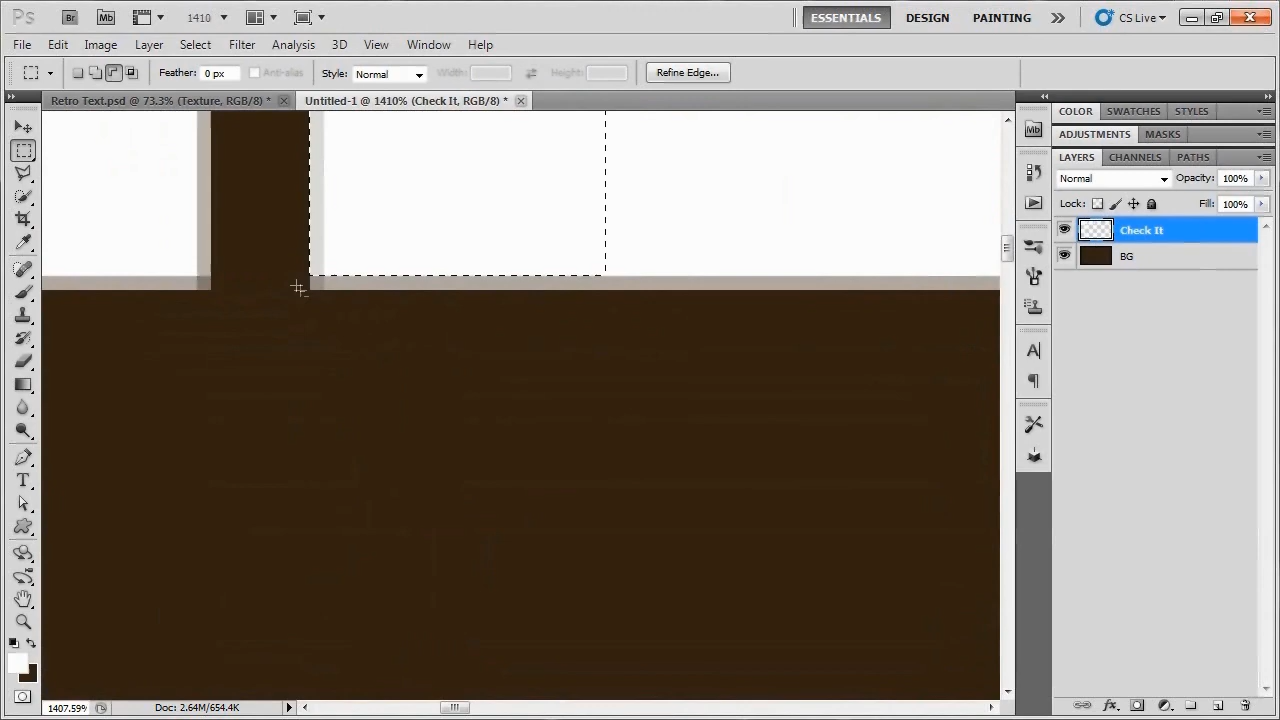 Ps Br Mb 1410 ESSENTIALS DESIGN PAINTING CS Live
File Edit Image Layer Select Filter Analysis 3D View Window Help
Feather: 0 px Anti-alias Style: Normal Width: Height: Refine Edge...
Retro Text.psd @ 73.3% (Texture, RGB/8) * Untitled-1 @ 1410% (Check It, RGB/8) *
COLOR SWATCHES STYLES
ADJUSTMENTS MASKS
LAYERS CHANNELS PATHS
Normal Opacity: 100%
Lock: Fill: 100%
Check It
BG
1407.59% Doc: 2.64M/654.4K